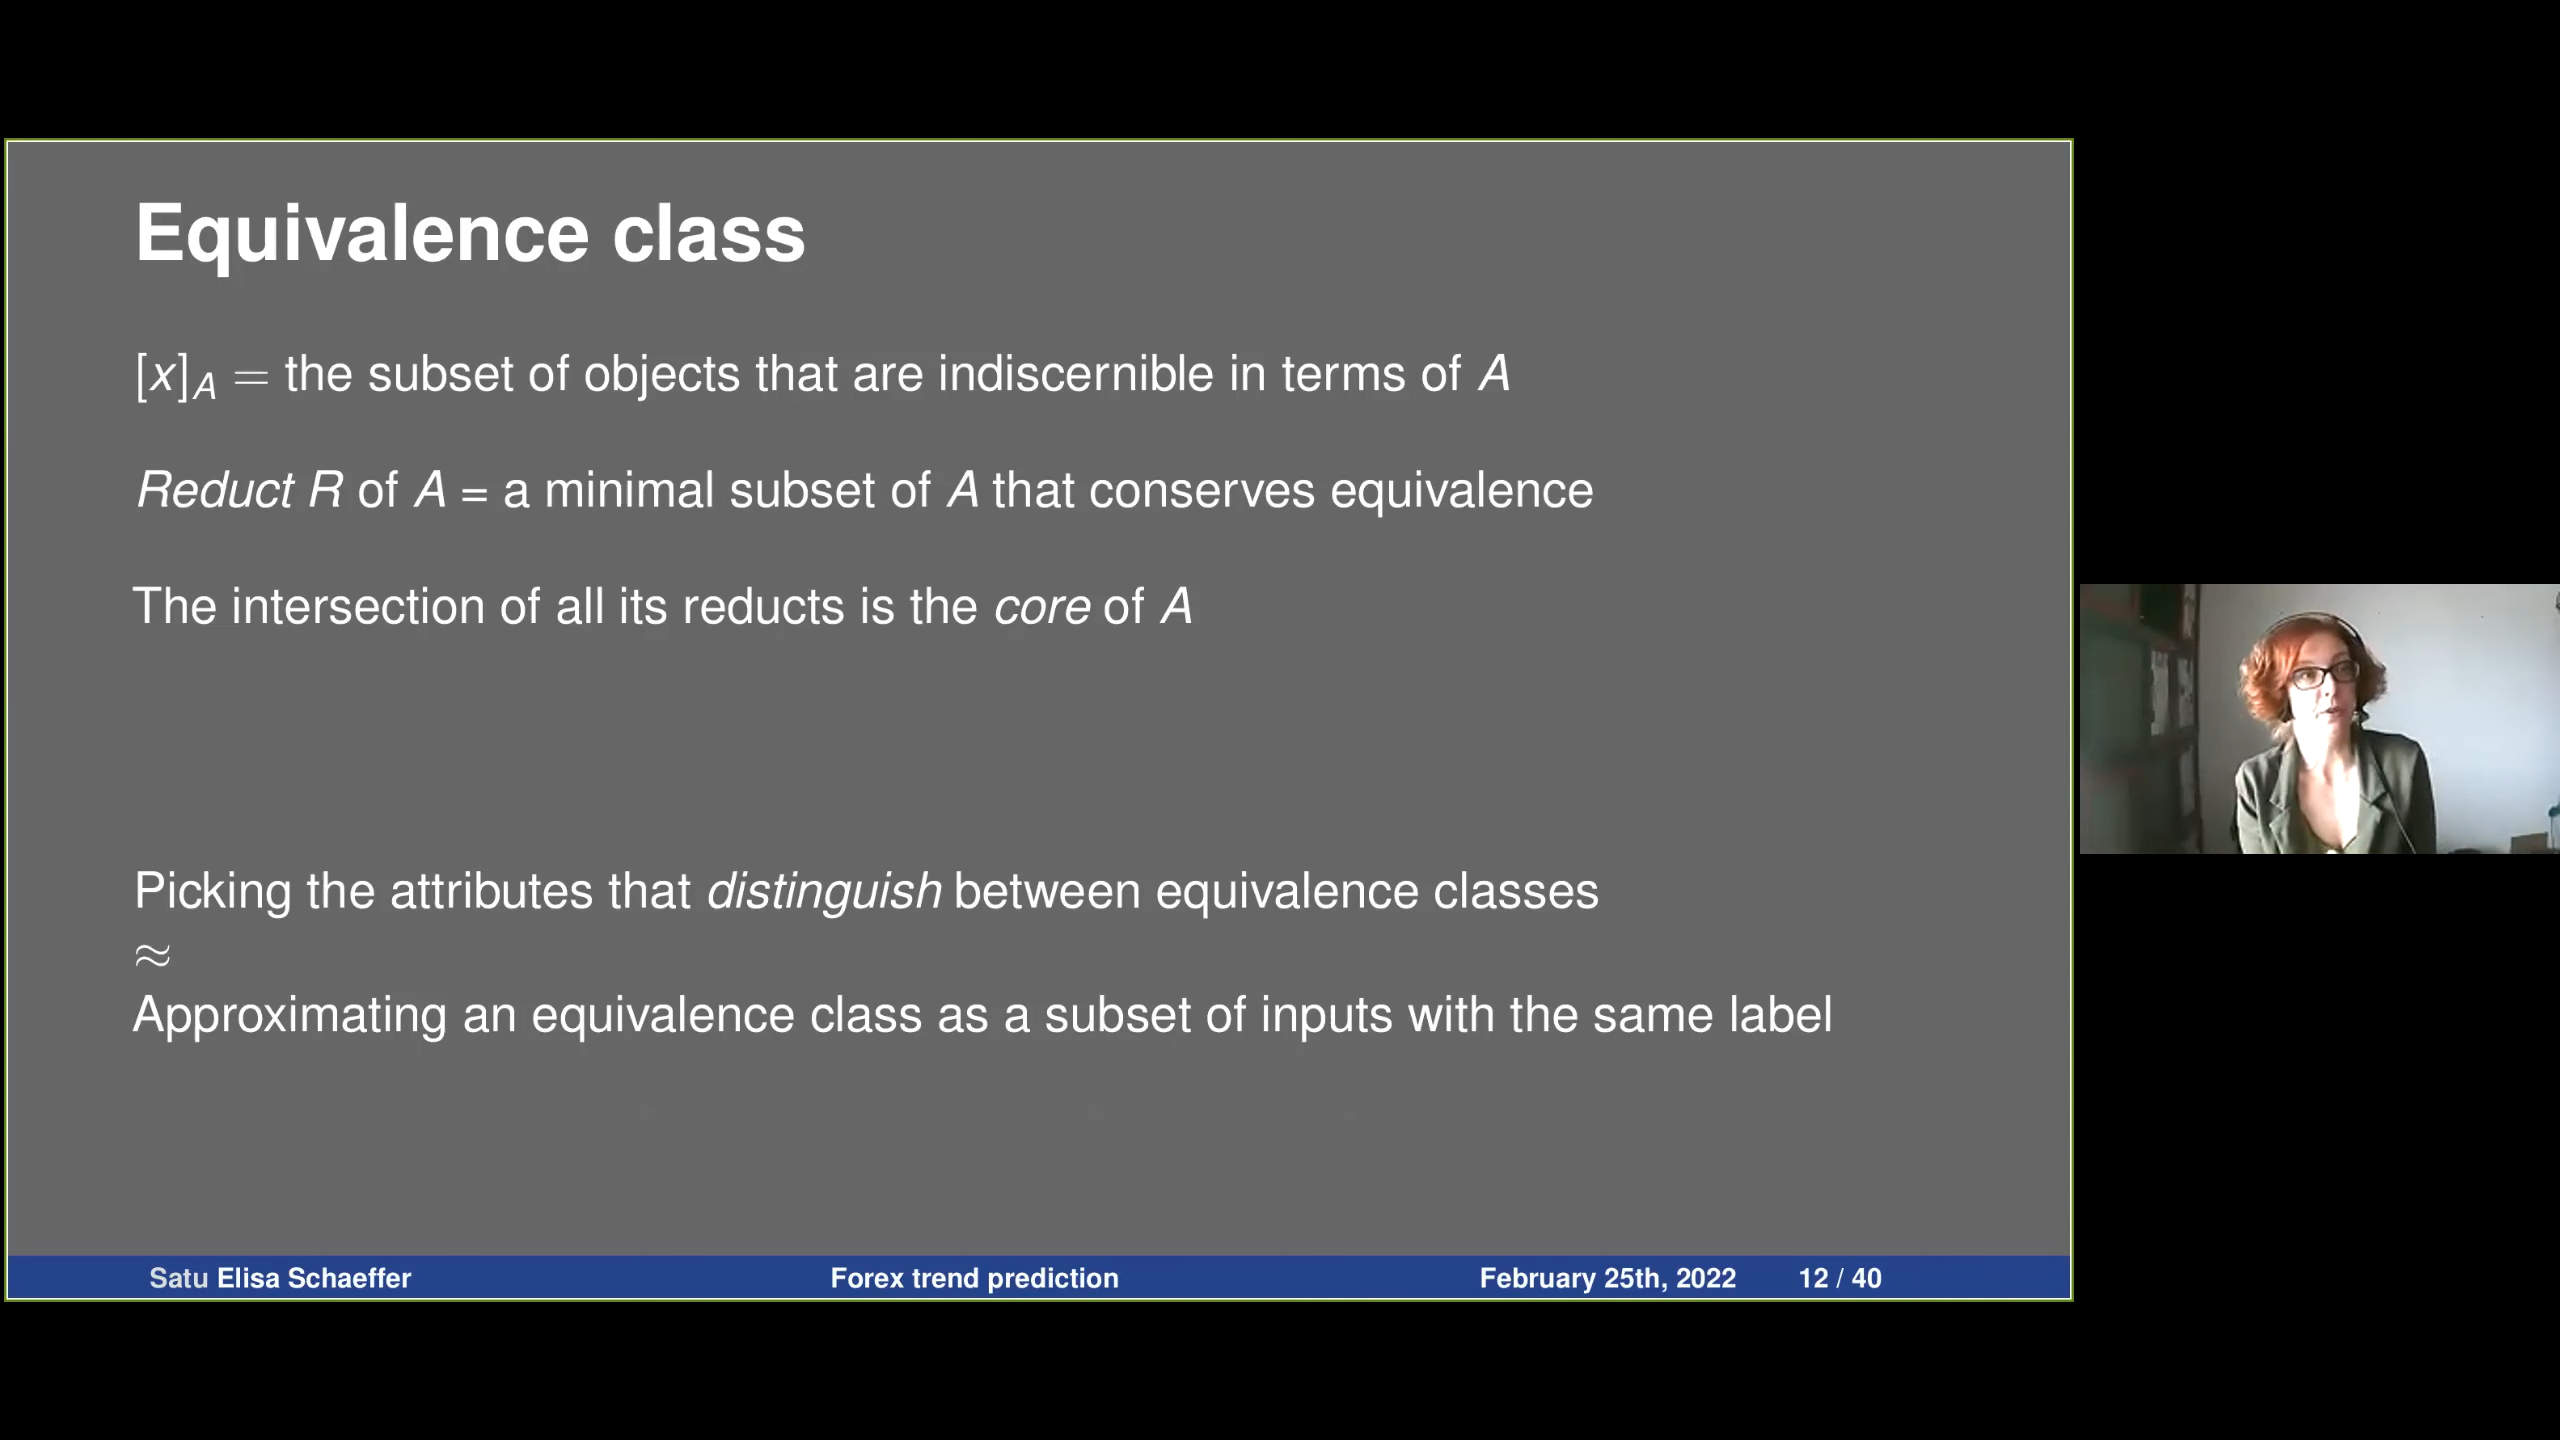 Equivalence class
[x]A = the subset of objects that are indiscernible in terms of A
Reduct R of A = a minimal subset of A that conserves equivalence
The intersection of all its reducts is the core of A
Picking the attributes that distinguish between equivalence classes
≈
Approximating an equivalence class as a subset of inputs with the same label
Satu Elisa Schaeffer Forex trend prediction February 25th, 2022 12 / 40